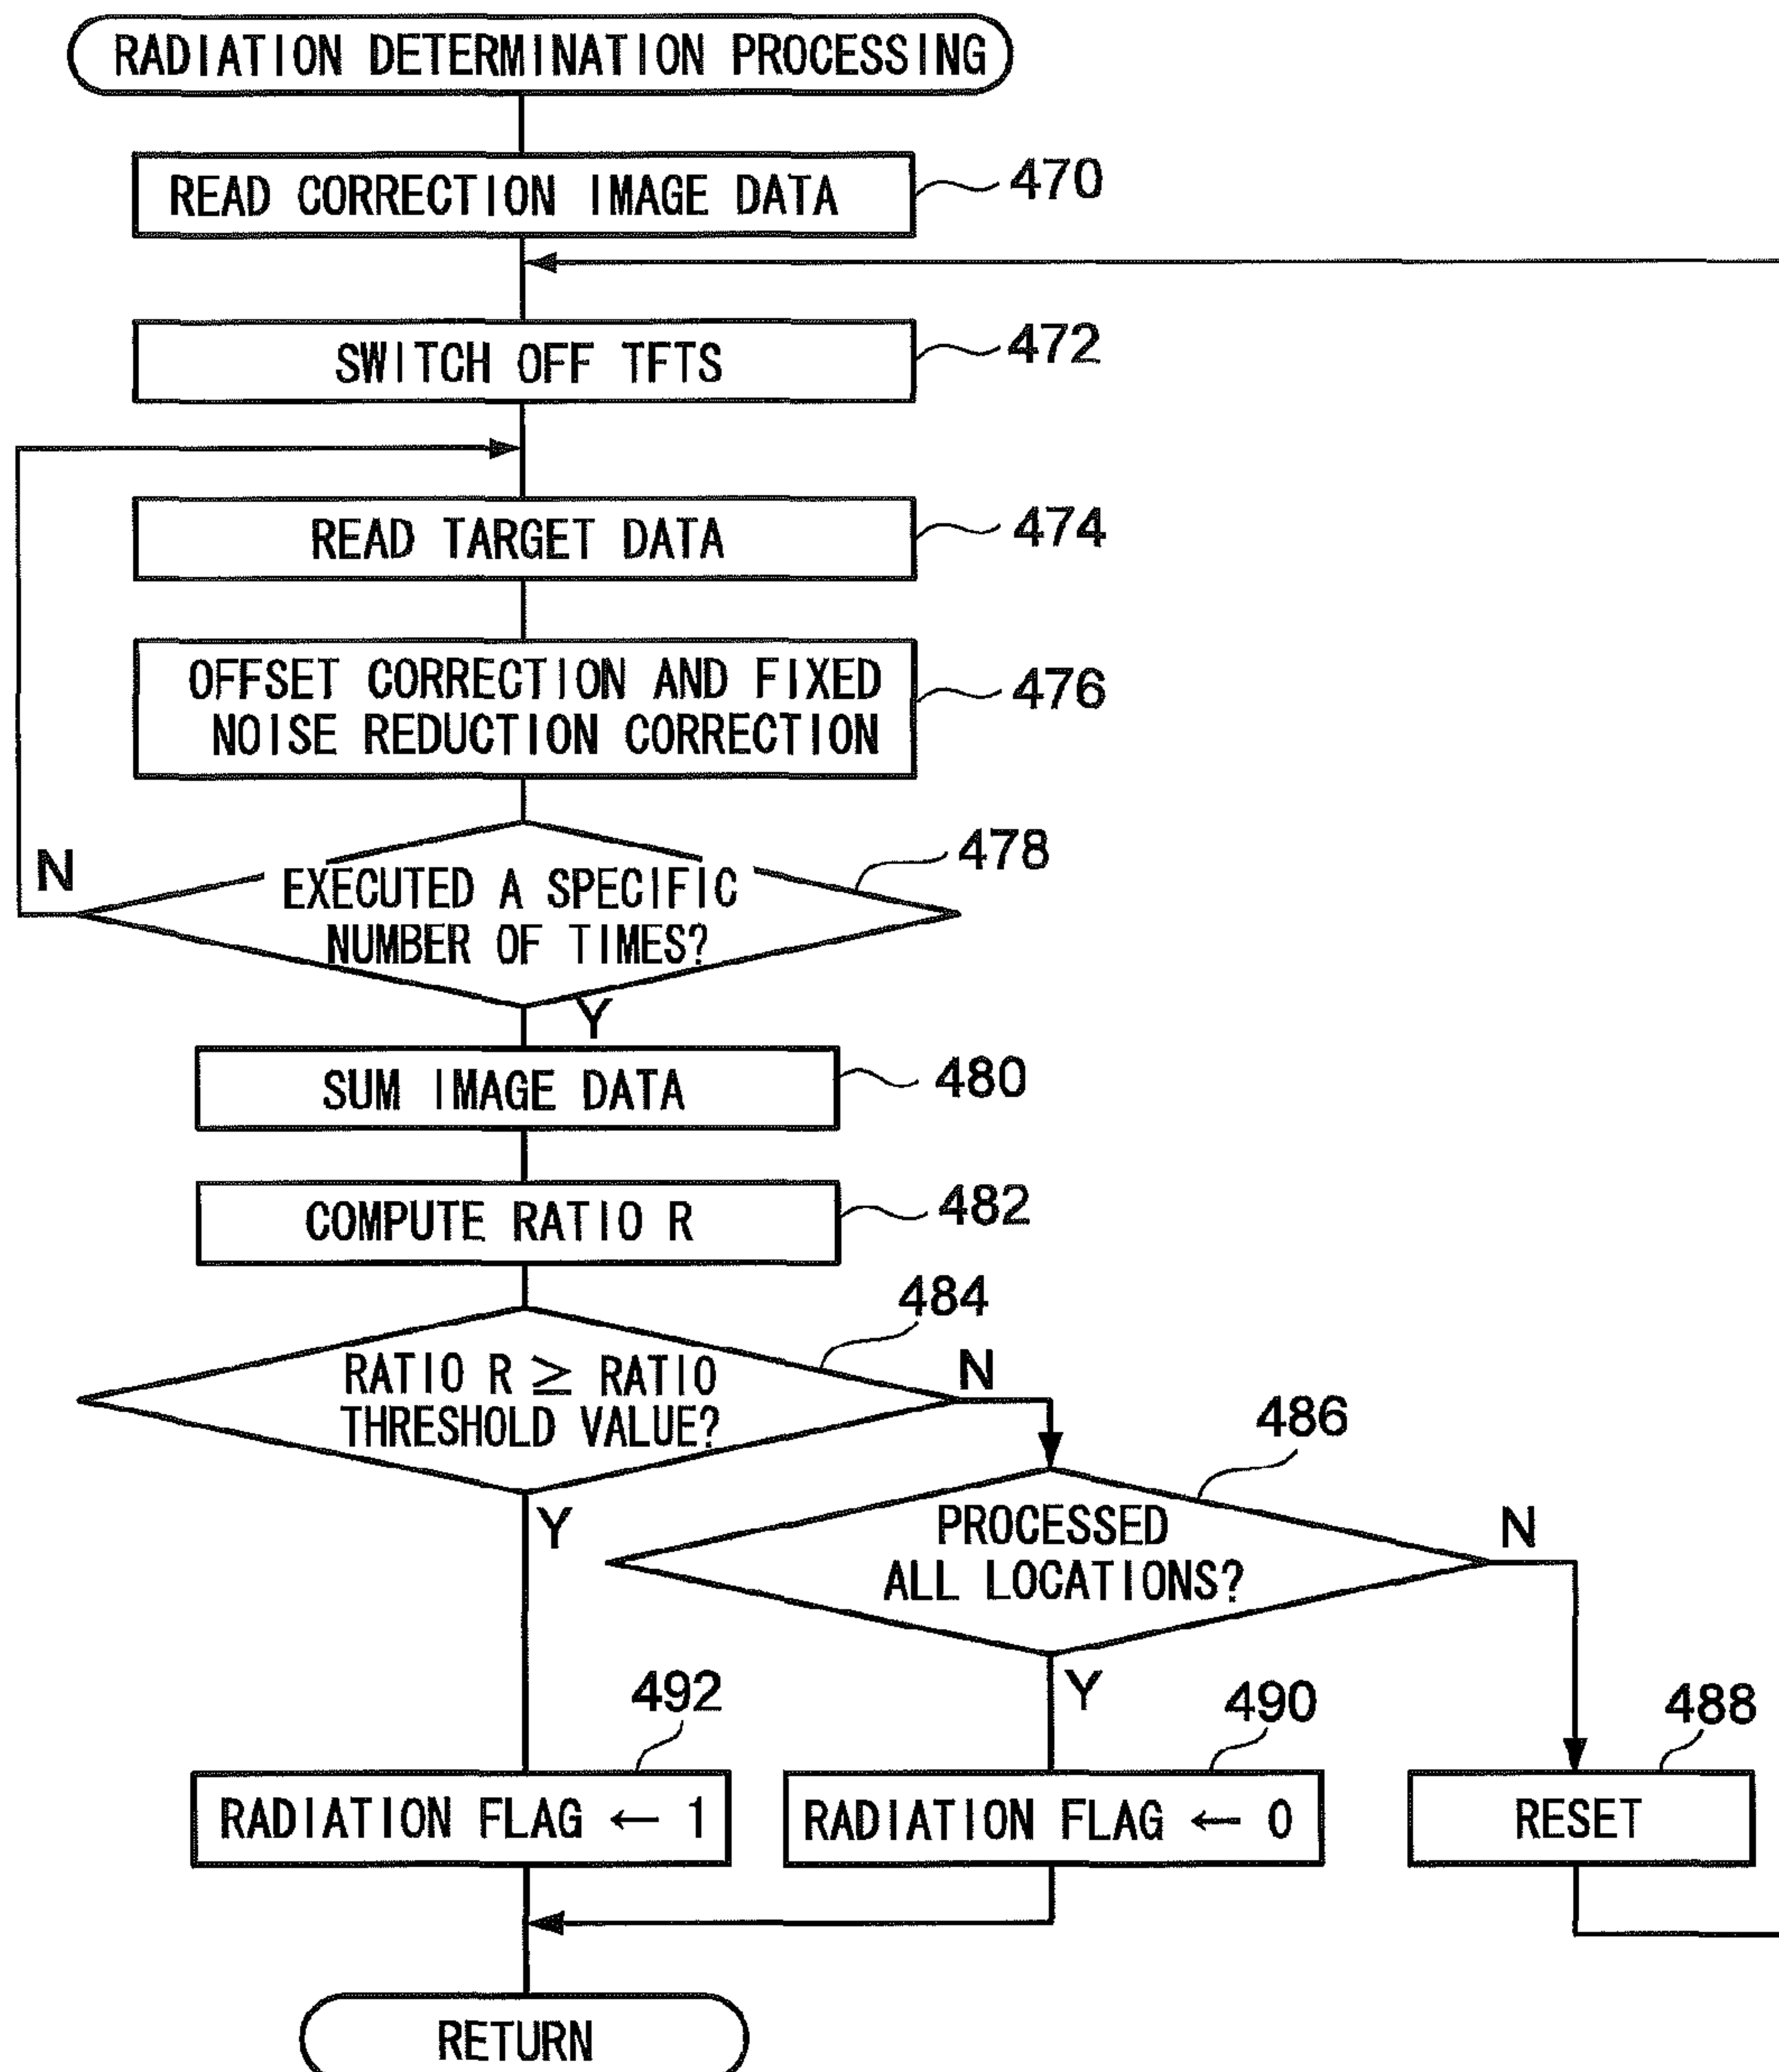 RADIATION DETERMINATION PROCESSING
READ CORRECTION IMAGE DATA
470
SWITCH OFF TFTS
472
READ TARGET DATA
474
OFFSET CORRECTION AND FIXED
NOISE REDUCTION CORRECTION
476
N
478
EXECUTED A SPECIFIC
NUMBER OF TIMES?
Y
SUM IMAGE DATA
480
COMPUTE RATIO R
482
484
RATIO R ≥ RATIO
THRESHOLD VALUE?
N
Y
486
PROCESSED
ALL LOCATIONS?
N
Y
492
RADIATION FLAG ← 1
490
RADIATION FLAG ← 0
488
RESET
RETURN